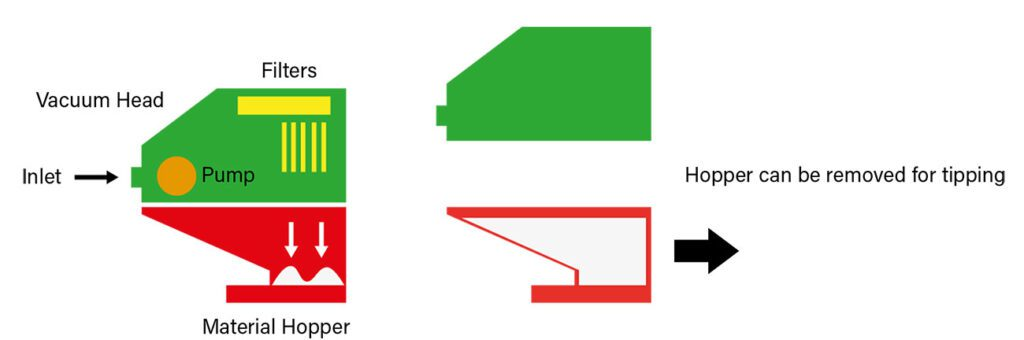 Filters
Vacuum Head
Inlet
Pump
Hopper can be removed for tipping
Material Hopper